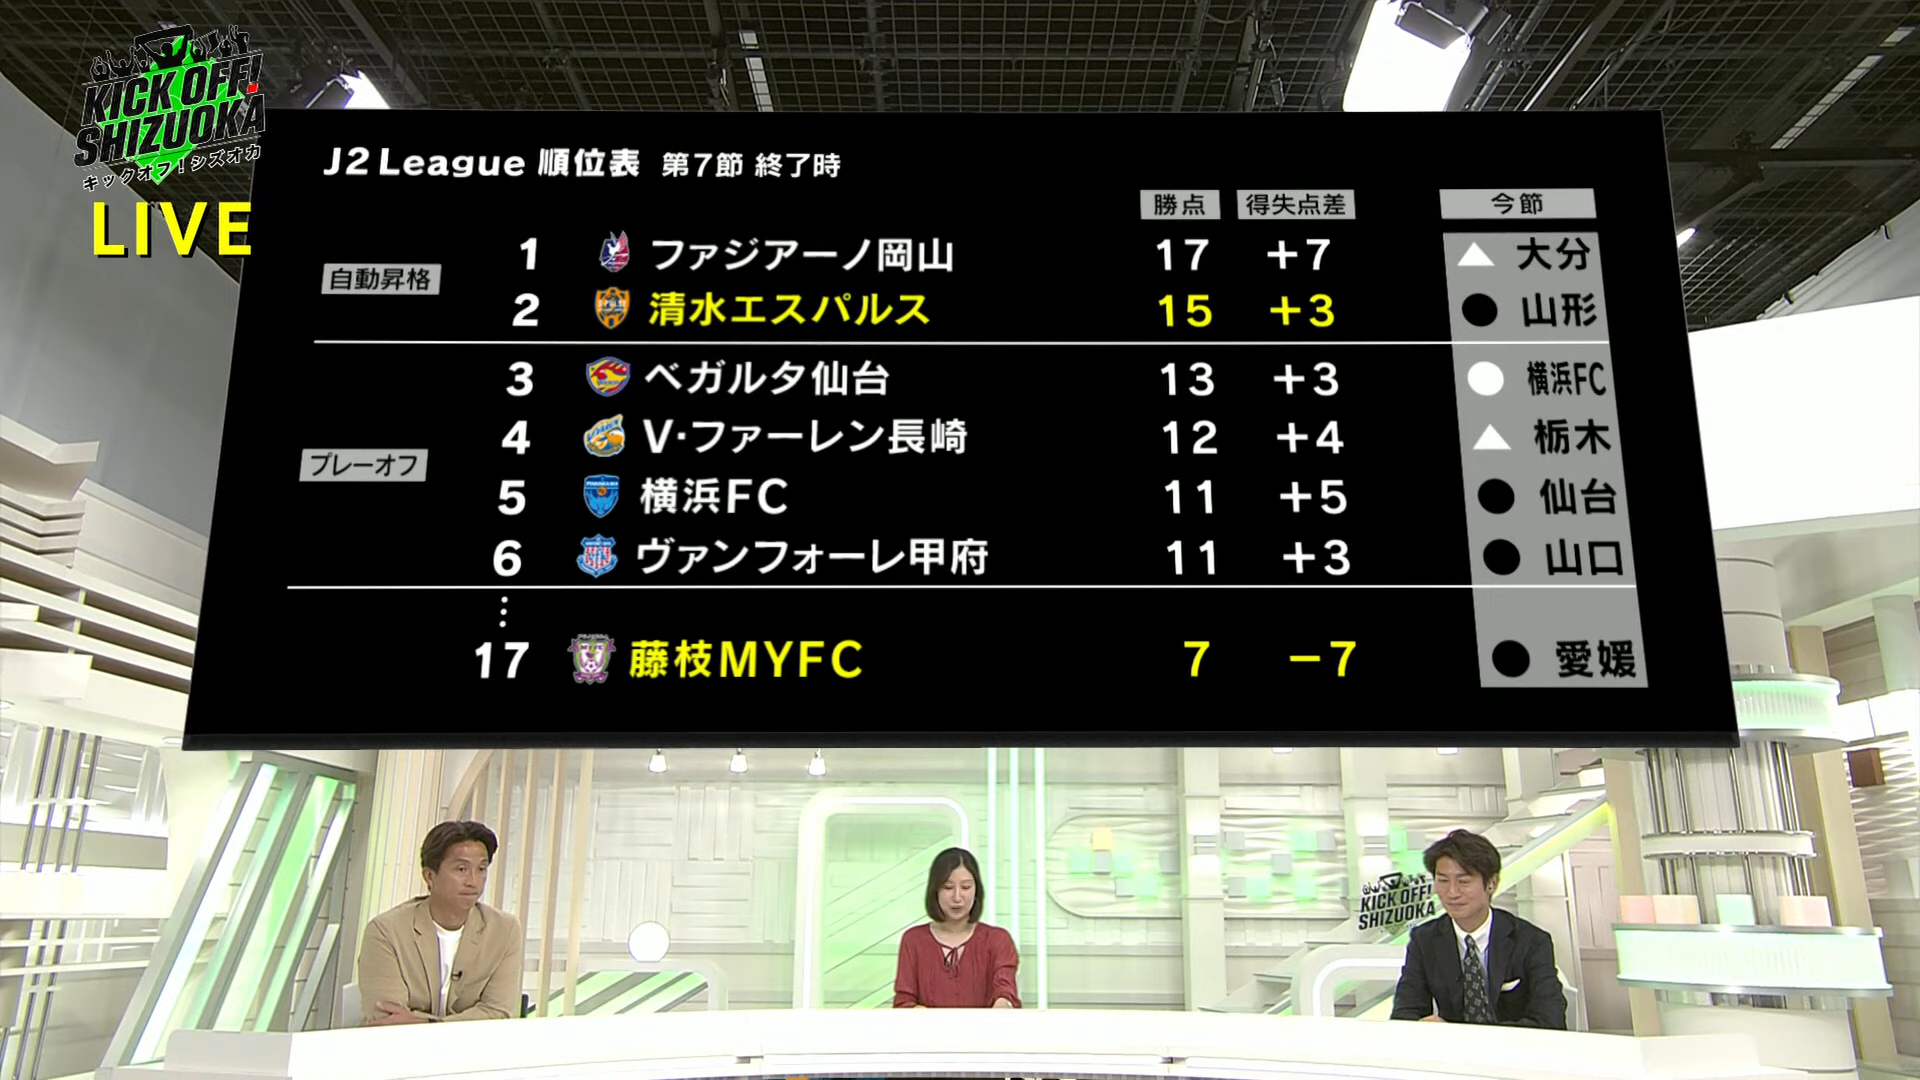 KICK OFF!
SHIZUOKA
キックオフ!シズオカ
LIVE
J2 League 順位表 第7節 終了時
勝点 得失点差 今節
自動昇格
1 ファジアーノ岡山 17 +7 △ 大分
2 清水エスパルス 15 +3 ● 山形
プレーオフ
3 ベガルタ仙台 13 +3 ○ 横浜FC
4 V・ファーレン長崎 12 +4 △ 栃木
5 横浜FC 11 +5 ● 仙台
6 ヴァンフォーレ甲府 11 +3 ● 山口
⋮
17 藤枝MYFC 7 −7 ● 愛媛
KICK OFF!
SHIZUOKA